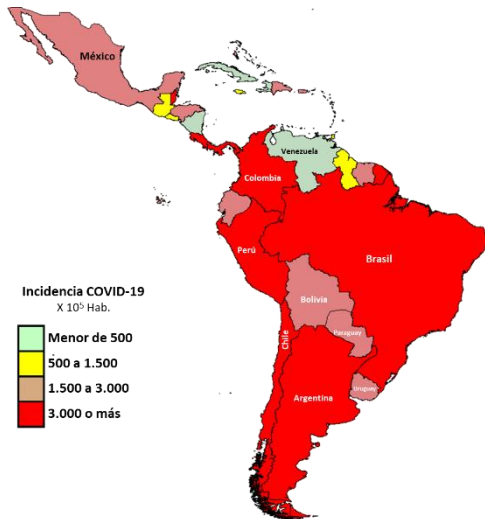 México
Venezuela
Colombia
Perú
Brasil
Bolivia
Paraguay
Chile
Uruguay
Argentina
Incidencia COVID-19
X 10⁵ Hab.
Menor de 500
500 a 1.500
1.500 a 3.000
3.000 o más